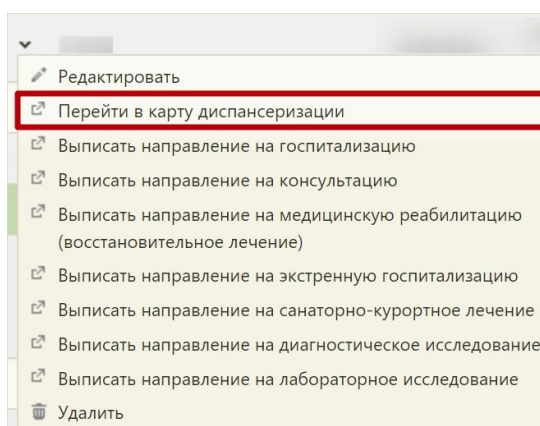 Редактировать
Перейти в карту диспансеризации
Выписать направление на госпитализацию
Выписать направление на консультацию
Выписать направление на медицинскую реабилитацию
(восстановительное лечение)
Выписать направление на экстренную госпитализацию
Выписать направление на санаторно-курортное лечение
Выписать направление на диагностическое исследование
Выписать направление на лабораторное исследование
Удалить